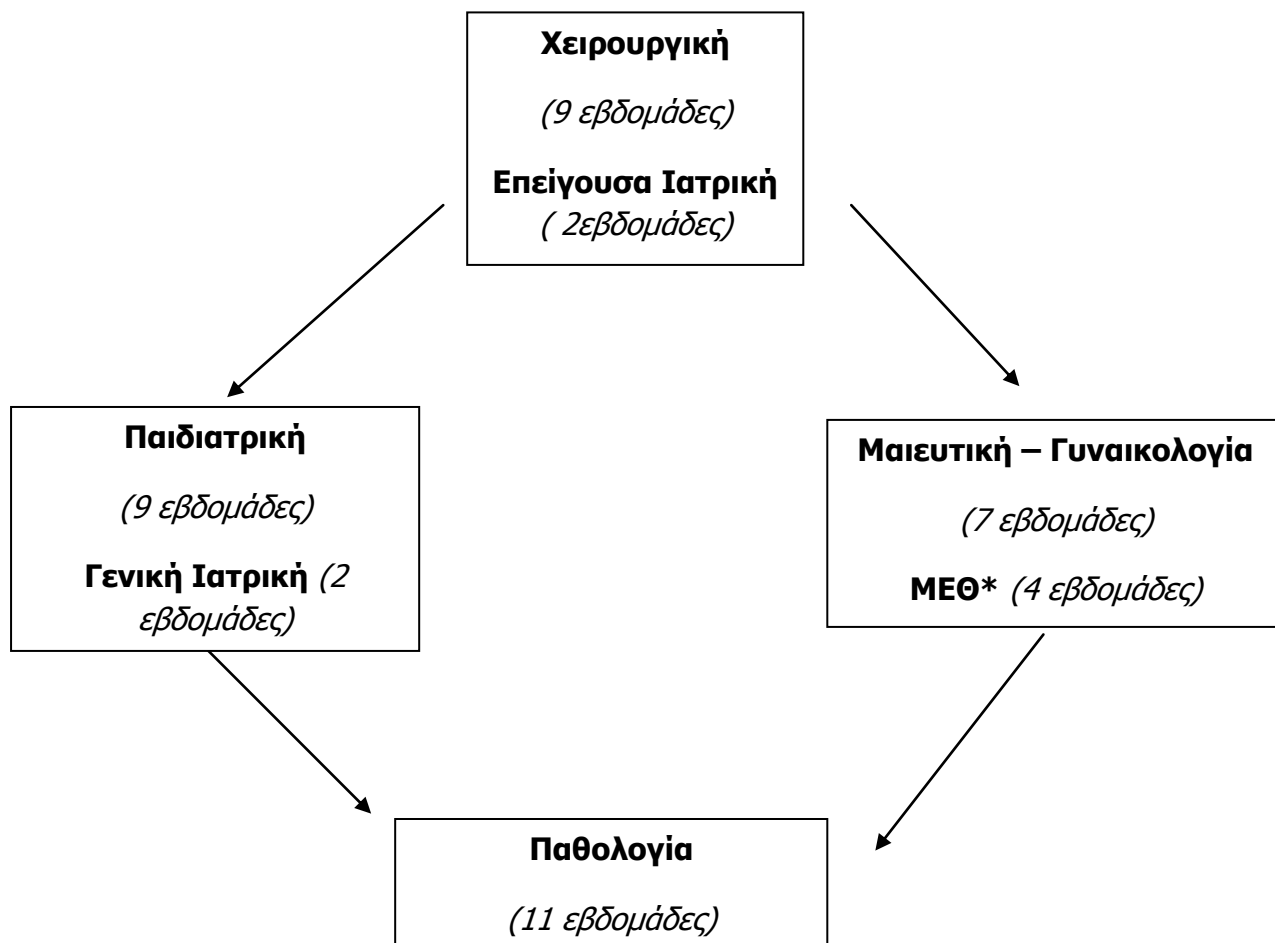 Χειρουργική
(9 εβδομάδες)
Επείγουσα Ιατρική
( 2εβδομάδες)
Παιδιατρική
(9 εβδομάδες)
Γενική Ιατρική (2
εβδομάδες)
Μαιευτική – Γυναικολογία
(7 εβδομάδες)
ΜΕΘ* (4 εβδομάδες)
Παθολογία
(11 εβδομάδες)